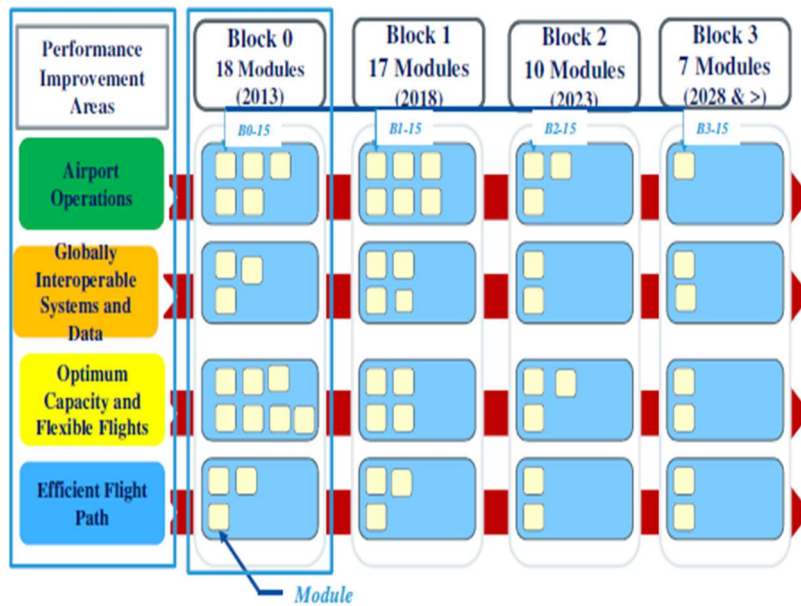 Performance
Improvement
Areas
Block 0
18 Modules
(2013)
Block 1
17 Modules
(2018)
Block 2
10 Modules
(2023)
Block 3
7 Modules
(2028 & >)
B0-15
B1-15
B2-15
B3-15
Airport
Operations
Globally
Interoperable
Systems and
Data
Optimum
Capacity and
Flexible Flights
Efficient Flight
Path
Module